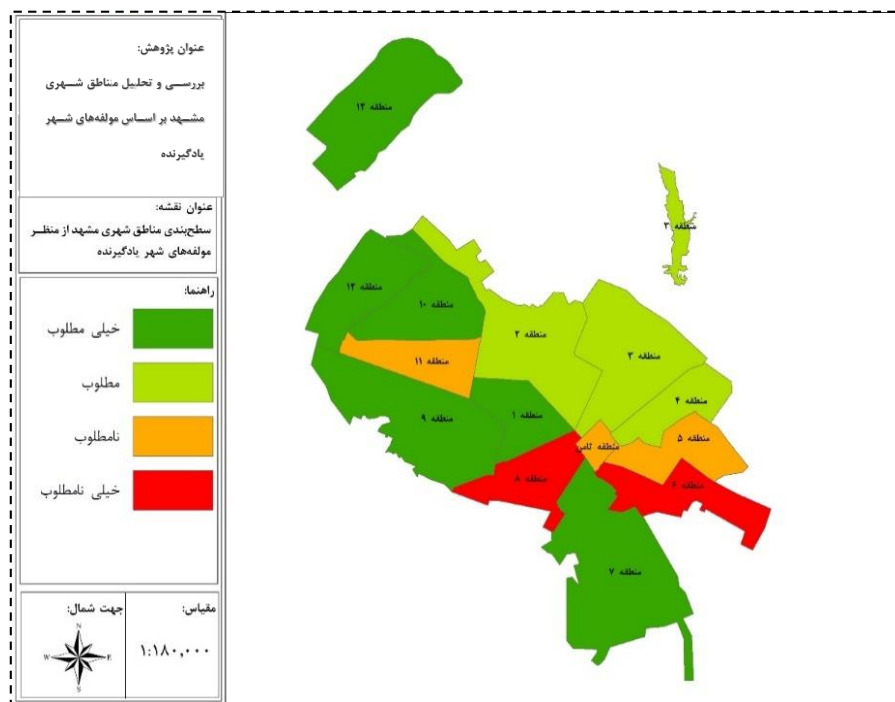 عنوان پژوهش:
بررسی و تحلیل مناطق شهری
مشهد بر اساس مولفه‌های شهر
یادگیرنده
عنوان نقشه:
سطح‌بندی مناطق شهری مشهد از منظر
مولفه‌های شهر یادگیرنده
راهنما:
خیلی مطلوب
مطلوب
نامطلوب
خیلی نامطلوب
مقیاس:
۱:۱۸۰,۰۰۰
جهت شمال:
N
W
E
S
منطقه ۱۲
منطقه ۳
منطقه ۱۲
منطقه ۱۰
منطقه ۲
منطقه ۳
منطقه ۱۱
منطقه ۴
منطقه ۹
منطقه ۱
منطقه ثامن
منطقه ۵
منطقه ۸
منطقه ۶
منطقه ۷